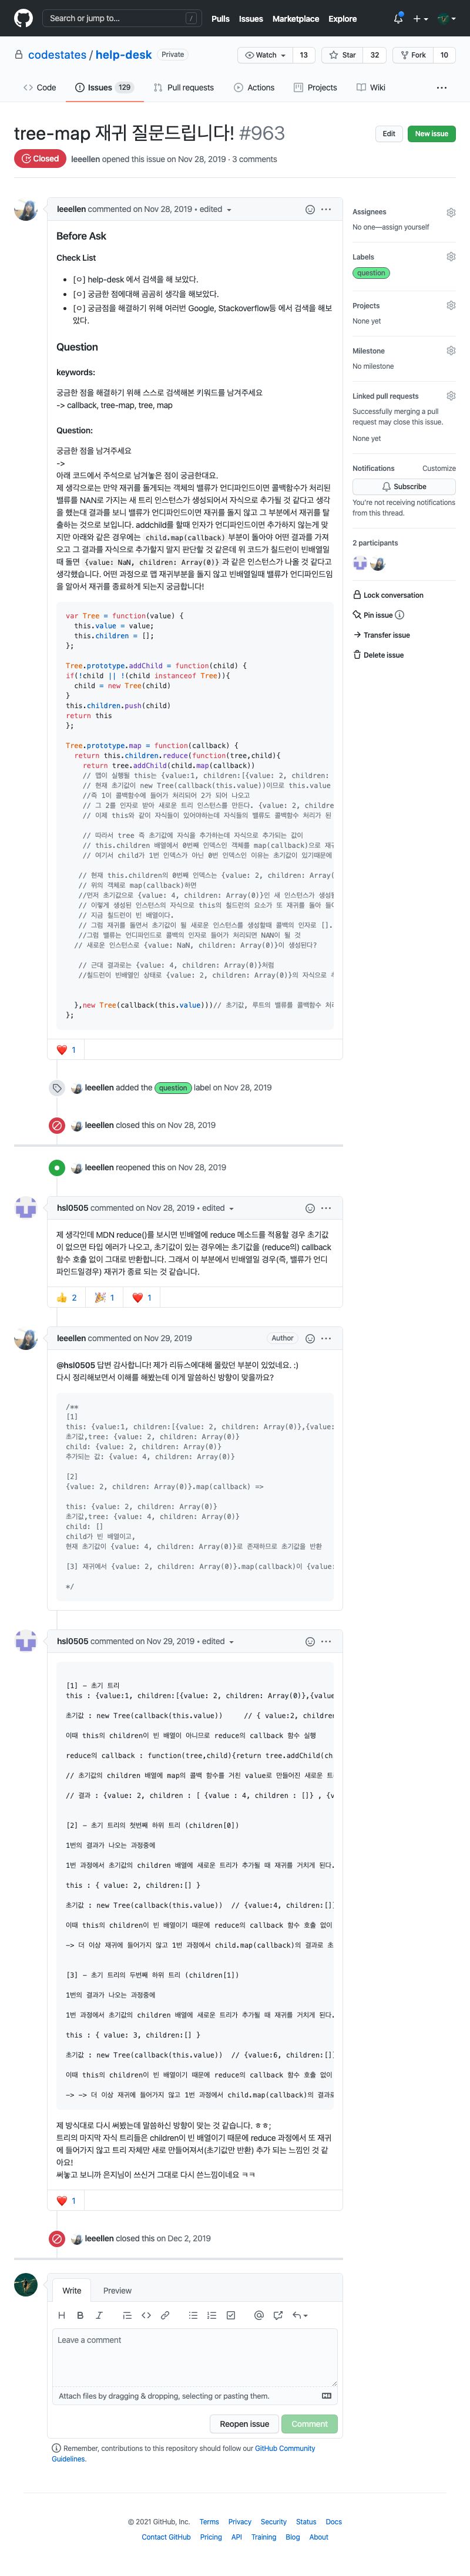 Search or jump to... /
Pulls Issues Marketplace Explore
codestates / help-desk Private
Watch 13 Star 32 Fork 10
Code Issues 129 Pull requests Actions Projects Wiki
tree-map 재귀 질문드립니다! #963
Edit New issue
Closed leeellen opened this issue on Nov 28, 2019 · 3 comments
leeellen commented on Nov 28, 2019 • edited
Before Ask
Check List
[ㅇ] help-desk 에서 검색을 해 보았다.
[ㅇ] 궁금한 점에대해 곰곰히 생각을 해보았다.
[ㅇ] 궁금점을 해결하기 위해 여러번 Google, Stackoverflow등 에서 검색을 해보
았다.
Question
keywords:
궁금한 점을 해결하기 위해 스스로 검색해본 키워드를 남겨주세요
-> callback, tree-map, tree, map
Question:
궁금한 점을 남겨주세요
->
아래 코드에서 주석으로 남겨놓은 점이 궁금한대요.
제 생각으로는 만약 재귀를 돌게되는 객체의 밸류가 언디파인드이면 콜백함수가 처리된
밸류를 NAN로 가지는 새 트리 인스턴스가 생성되어서 자식으로 추가될 것 같다고 생각
을 했는데 결과를 보니 밸류가 언디파인드이면 재귀를 돌지 않고 그 부분에서 재귀를 탈
출하는 것으로 보입니다. addchild를 할때 인자가 언디파인드이면 추가하지 않는게 맞
지만 아래와 같은 경우에는 child.map(callback) 부분이 돌아야 어떤 결과를 가져
오고 그 결과를 자식으로 추가할지 말지 판단할 것 같은데 위 코드가 칠드런이 빈배열일
때 돌면 {value: NaN, children: Array(0)} 과 같은 인스턴스가 나올 것 같다고
생각했습니다. 어떤 과정으로 맵 재귀부분을 돌지 않고 빈배열일때 밸류가 언디파인드임
을 알아서 재귀를 종료하게 되는지 궁금합니다!
var Tree = function(value) {
this.value = value;
this.children = [];
};
Tree.prototype.addChild = function(child) {
if(!child || !(child instanceof Tree)){
child = new Tree(child)
}
this.children.push(child)
return this
};
Tree.prototype.map = function(callback) {
return this.children.reduce(function(tree,child){
return tree.addChild(child.map(callback))
// 맵이 실행될 this는 {value:1, children:[{value: 2, children:
// 현재 초기값이 new Tree(callback(this.value))이므로 this.value
//즉 1이 콜백함수에 들어가 처리되어 2가 되어 나오고
// 그 2를 인자로 받아 새로운 트리 인스턴스를 만든다. {value: 2, childre
// 이제 this와 같이 자식들이 있어야하는데 자식들의 밸류도 콜백함수 처리가 된
// 따라서 tree 즉 초기값에 자식을 추가하는데 자식으로 추가되는 값이
// this.children 배열에서 0번째 인덱스인 객체를 map(callback)으로 재귀
// 여기서 child가 1번 인덱스가 아닌 0번 인덱스인 이유는 초기값이 있기때문에
// 현재 this.children의 0번째 인덱스는 {value: 2, children: Array(
// 위의 객체로 map(callback)하면
//먼저 초기값으로 {value: 4, children: Array(0)}인 새 인스턴스가 생성됨
// 이렇게 생성된 인스턴스의 자식으로 this의 칠드런의 요소가 또 재귀를 돌아 들어
// 지금 칠드런이 빈 배열이다.
// 그럼 재귀를 돌면서 초기값이 될 새로운 인스턴스를 생성할때 콜백의 인자로 [].
//그럼 밸류는 언디파인드로 콜백의 인자로 들어가 처리되면 NAN이 될 것
// 새로운 인스턴스로 {value: NaN, children: Array(0)}이 생성된다?
// 근대 결과로는 {value: 4, children: Array(0)}처럼
//칠드런이 빈배열인 상태로 {value: 2, children: Array(0)}의 자식으로 추
},new Tree(callback(this.value)))// 초기값, 루트의 밸류를 콜백함수 처리
};
1
leeellen added the question label on Nov 28, 2019
leeellen closed this on Nov 28, 2019
leeellen reopened this on Nov 28, 2019
hsl0505 commented on Nov 28, 2019 • edited
제 생각인데 MDN reduce()를 보시면 빈배열에 reduce 메소드를 적용할 경우 초기값
이 없으면 타입 에러가 나오고, 초기값이 있는 경우에는 초기값을 (reduce의) callback
함수 호출 없이 그대로 반환합니다. 그래서 이 부분에서 빈배열일 경우(즉, 밸류가 언디
파인드일경우) 재귀가 종료 되는 것 같습니다.
2 1 1
leeellen commented on Nov 29, 2019 Author
@hsl0505 답번 감사합니다! 제가 리듀스에대해 몰랐던 부분이 있었네요. :)
다시 정리해보면서 이해를 해봤는데 이게 말씀하신 방향이 맞을까요?
/**
[1]
this: {value:1, children:[{value: 2, children: Array(0)},{value:
초기값,tree: {value: 2, children: Array(0)}
child: {value: 2, children: Array(0)}
추가되는 값: {value: 4, children: Array(0)}
[2]
{value: 2, children: Array(0)}.map(callback) =>
this: {value: 2, children: Array(0)}
초기값,tree: {value: 4, children: Array(0)}
child: []
child가 빈 배열이고,
현재 초기값이 {value: 4, children: Array(0)}로 존재하므로 초기값을 반환
[3] 재귀에서 {value: 2, children: Array(0)}.map(callback)이 {value:
*/
hsl0505 commented on Nov 29, 2019 • edited
[1] - 초기 트리
this : {value:1, children:[{value: 2, children: Array(0)},{value
초기값 : new Tree(callback(this.value)) // { value:2, children
이때 this의 children이 빈 배열이 아니므로 reduce의 callback 함수 실행
reduce의 callback : function(tree,child){return tree.addChild(ch
// 초기값의 children 배열에 map의 콜백 함수를 거친 value로 만들어진 새로운 트
// 결과 : {value: 2, children : [ {value : 4, children : []} , {v
[2] - 초기 트리의 첫번째 하위 트리 (children[0])
1번의 결과가 나오는 과정중에
1번 과정에서 초기값의 children 배열에 새로운 트리가 추가될 때 재귀를 거치게 된다.
this : { value: 2, children:[] }
초기값 : new Tree(callback(this.value)) // {value:4, children:[]
이때 this의 children이 빈 배열이기 때문에 reduce의 callback 함수 호출 없이
-> 더 이상 재귀에 들어가지 않고 1번 과정에서 child.map(callback)의 결과로 초
[3] - 초기 트리의 두번째 하위 트리 (children[1])
1번의 결과가 나오는 과정중에
1번 과정에서 초기값의 children 배열에 새로운 트리가 추가될 때 재귀를 거치게 된다.
this : { value: 3, children:[] }
초기값 : new Tree(callback(this.value)) // {value:6, children:[]
이때 this의 children이 빈 배열이기 때문에 reduce의 callback 함수 호출 없이
-> -> 더 이상 재귀에 들어가지 않고 1번 과정에서 child.map(callback)의 결과로
제 방식대로 다시 써봤는데 말씀하신 방향이 맞는 것 같습니다. ㅎㅎ;
트리의 마지막 자식 트리들은 children이 빈 배열이기 때문에 reduce 과정에서 또 재귀
에 들어가지 않고 트리 자체만 새로 만들어져서(초기값만 반환) 추가 되는 느낌인 것 같
아요!
써놓고 보니까 은지님이 쓰신거 그대로 다시 쓴느낌이네요 ㅋㅋ
1
leeellen closed this on Dec 2, 2019
Write Preview
Leave a comment
Attach files by dragging & dropping, selecting or pasting them.
Reopen issue Comment
Remember, contributions to this repository should follow our GitHub Community
Guidelines.
Assignees
No one—assign yourself
Labels
question
Projects
None yet
Milestone
No milestone
Linked pull requests
Successfully merging a pull
request may close this issue.
None yet
Notifications Customize
Subscribe
You're not receiving notifications
from this thread.
2 participants
Lock conversation
Pin issue
Transfer issue
Delete issue
© 2021 GitHub, Inc. Terms Privacy Security Status Docs
Contact GitHub Pricing API Training Blog About